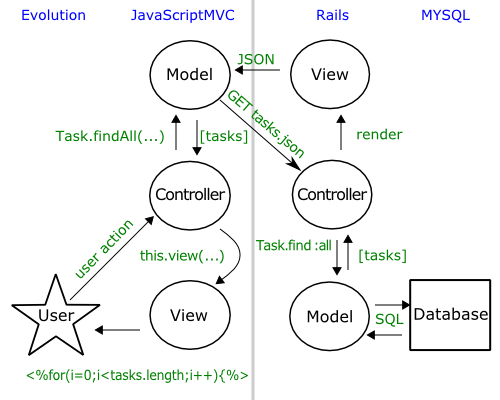 Evolution JavaScriptMVC Rails MYSQL
JSON
Model View
GET tasks.json
Task.findAll(...) [tasks] render
Controller Controller
user action
this.view(...) Task.find :all [tasks]
User View Model Database
SQL
<%for(i=0;i<tasks.length;i++){%>